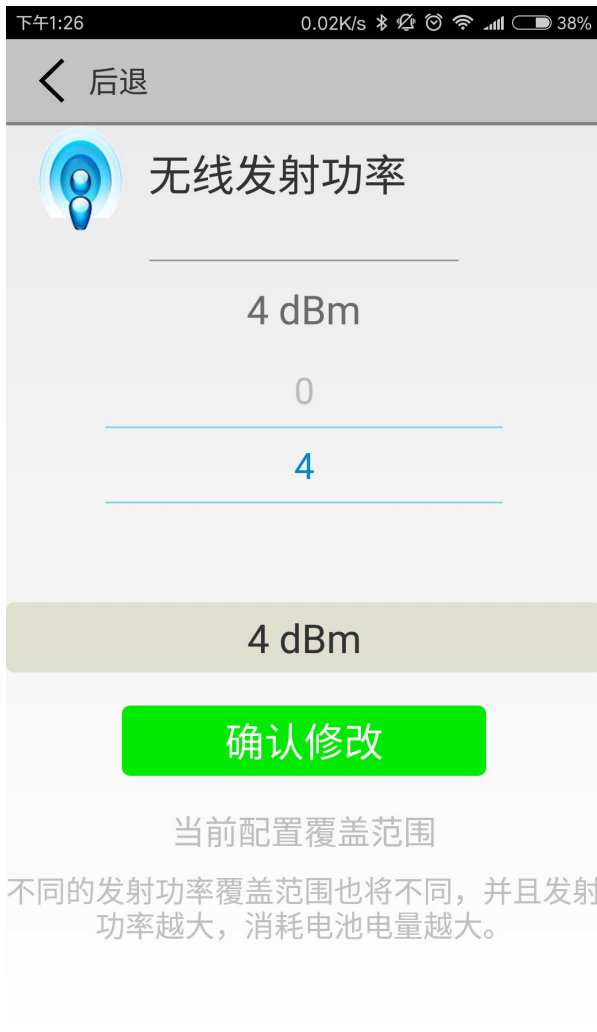 下午1:26
0.02K/s
38%
后退
无线发射功率
4 dBm
0
4
4 dBm
确认修改
当前配置覆盖范围
不同的发射功率覆盖范围也将不同，并且发射
功率越大，消耗电池电量越大。